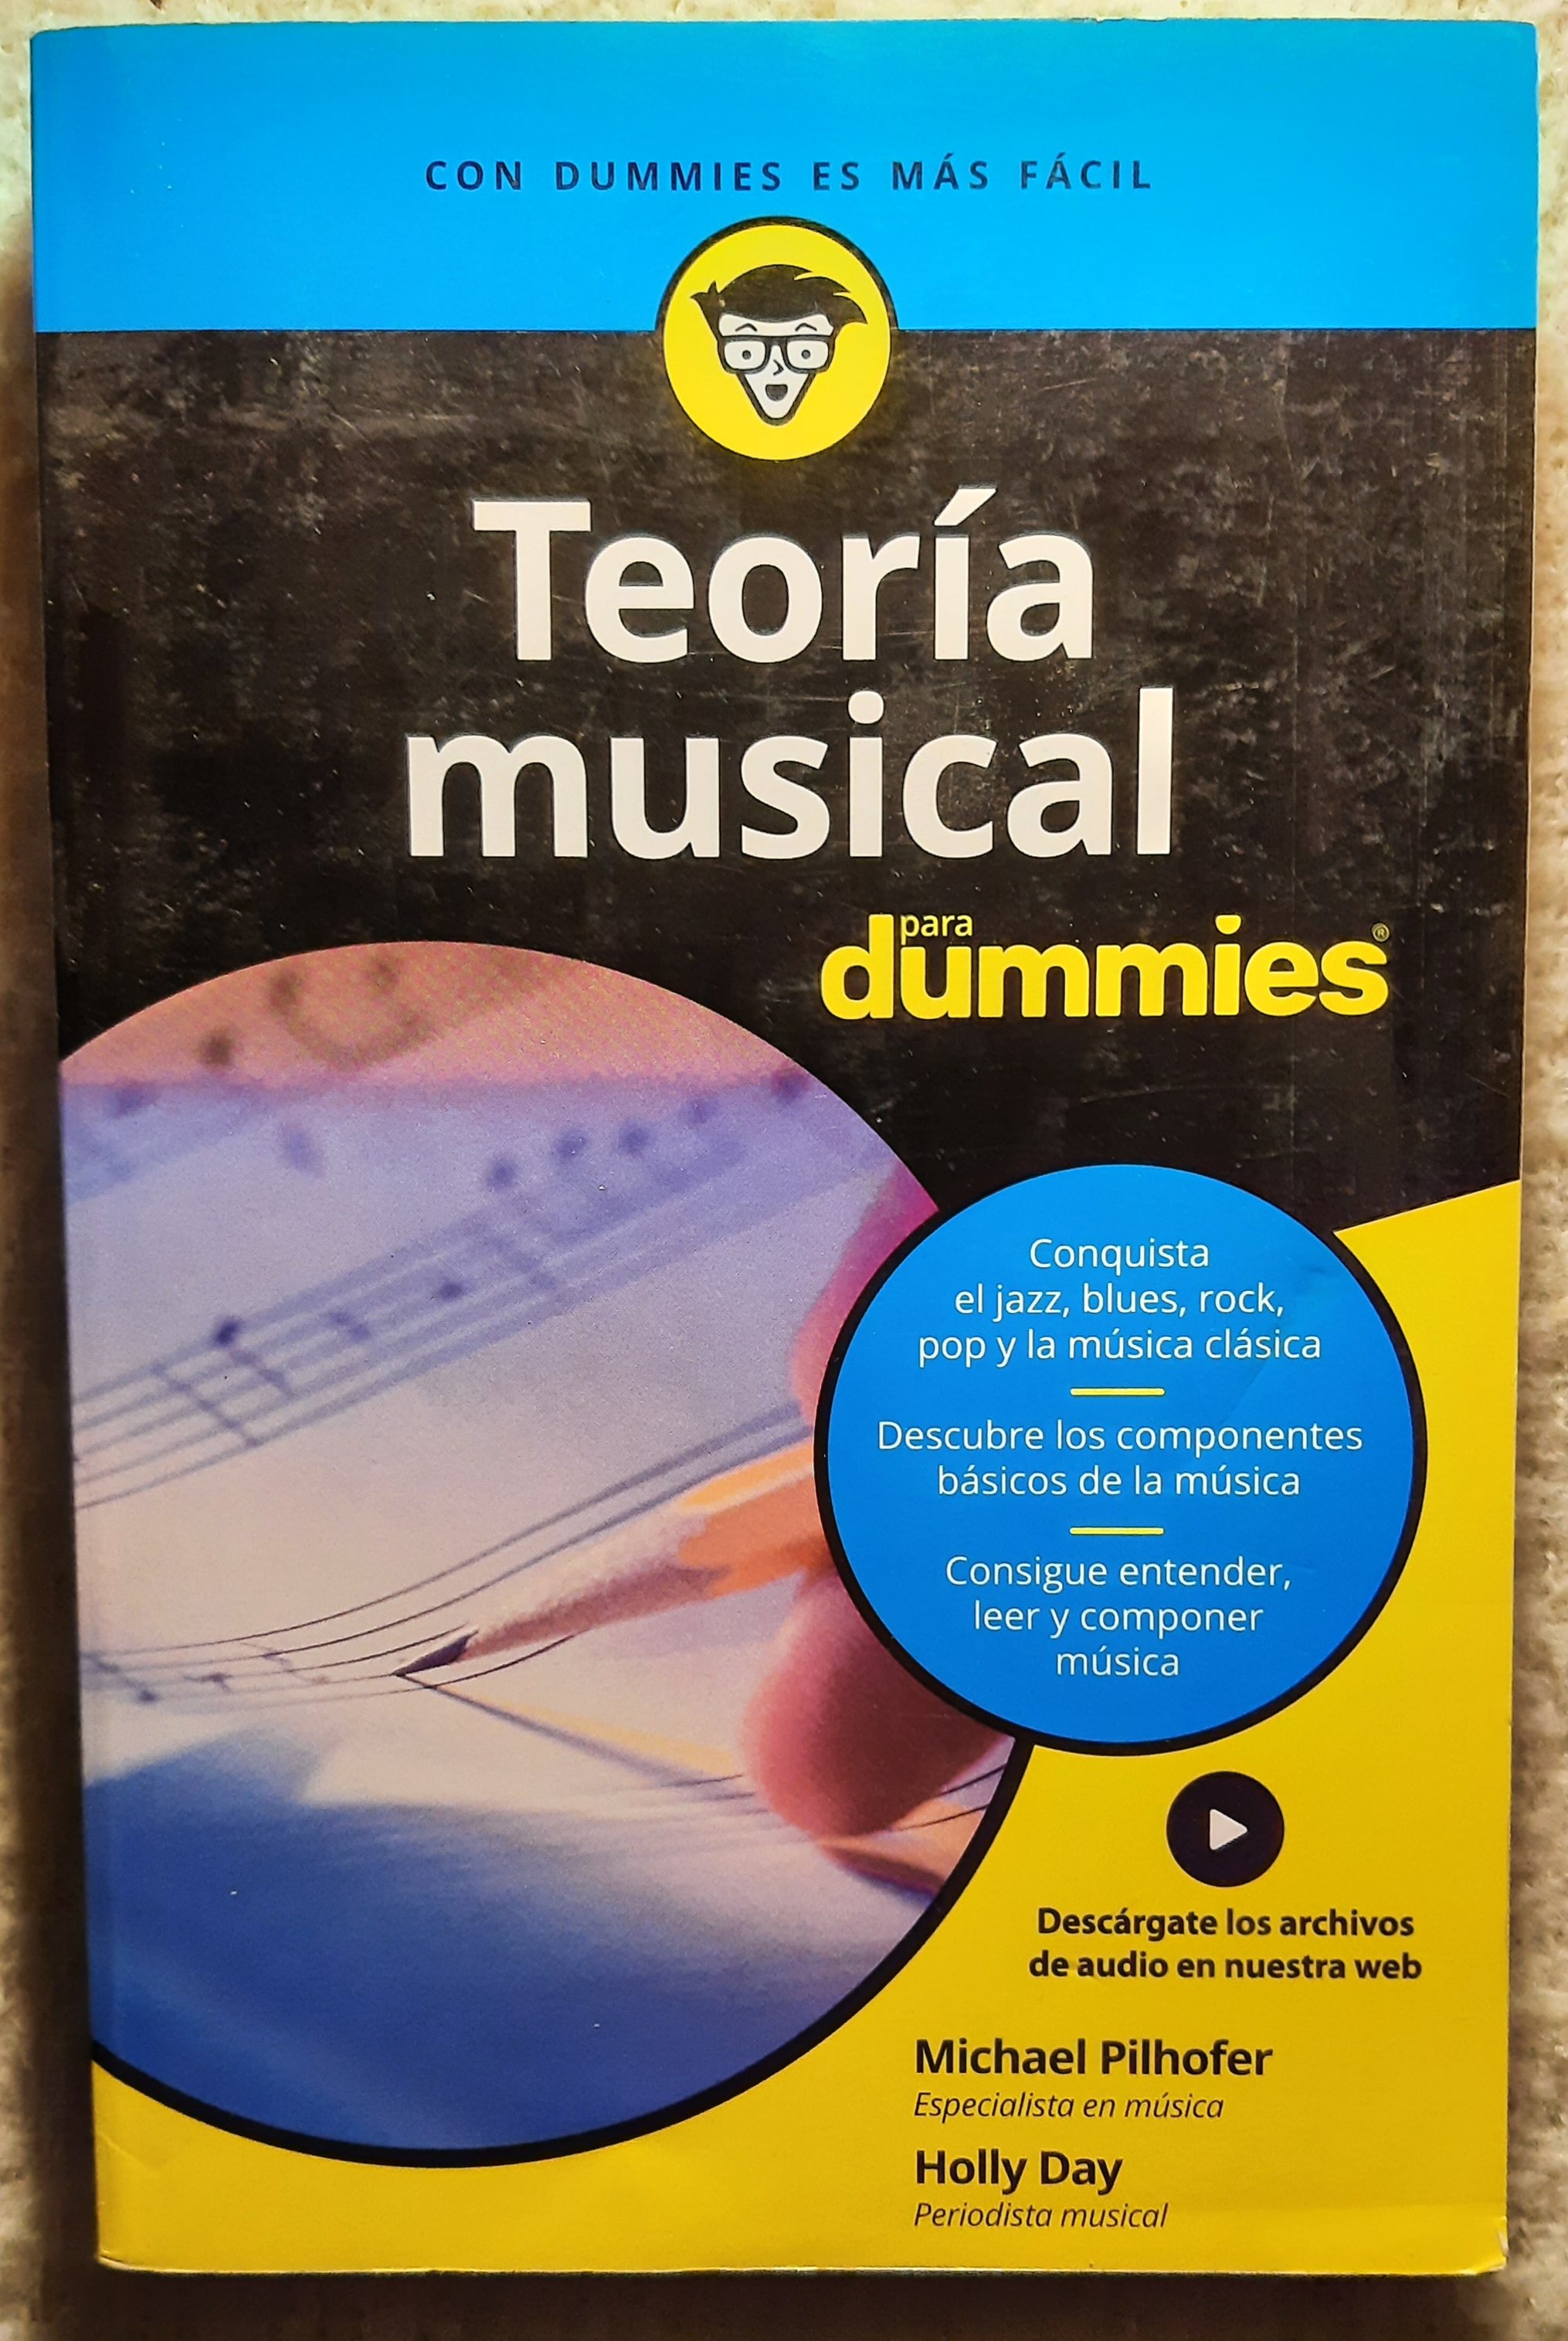 CON DUMMIES ES MÁS FÁCIL
Teoría
musical
para
dummies®
Conquista
el jazz, blues, rock,
pop y la música clásica
Descubre los componentes
básicos de la música
Consigue entender,
leer y componer
música
Descárgate los archivos
de audio en nuestra web
Michael Pilhofer
Especialista en música
Holly Day
Periodista musical